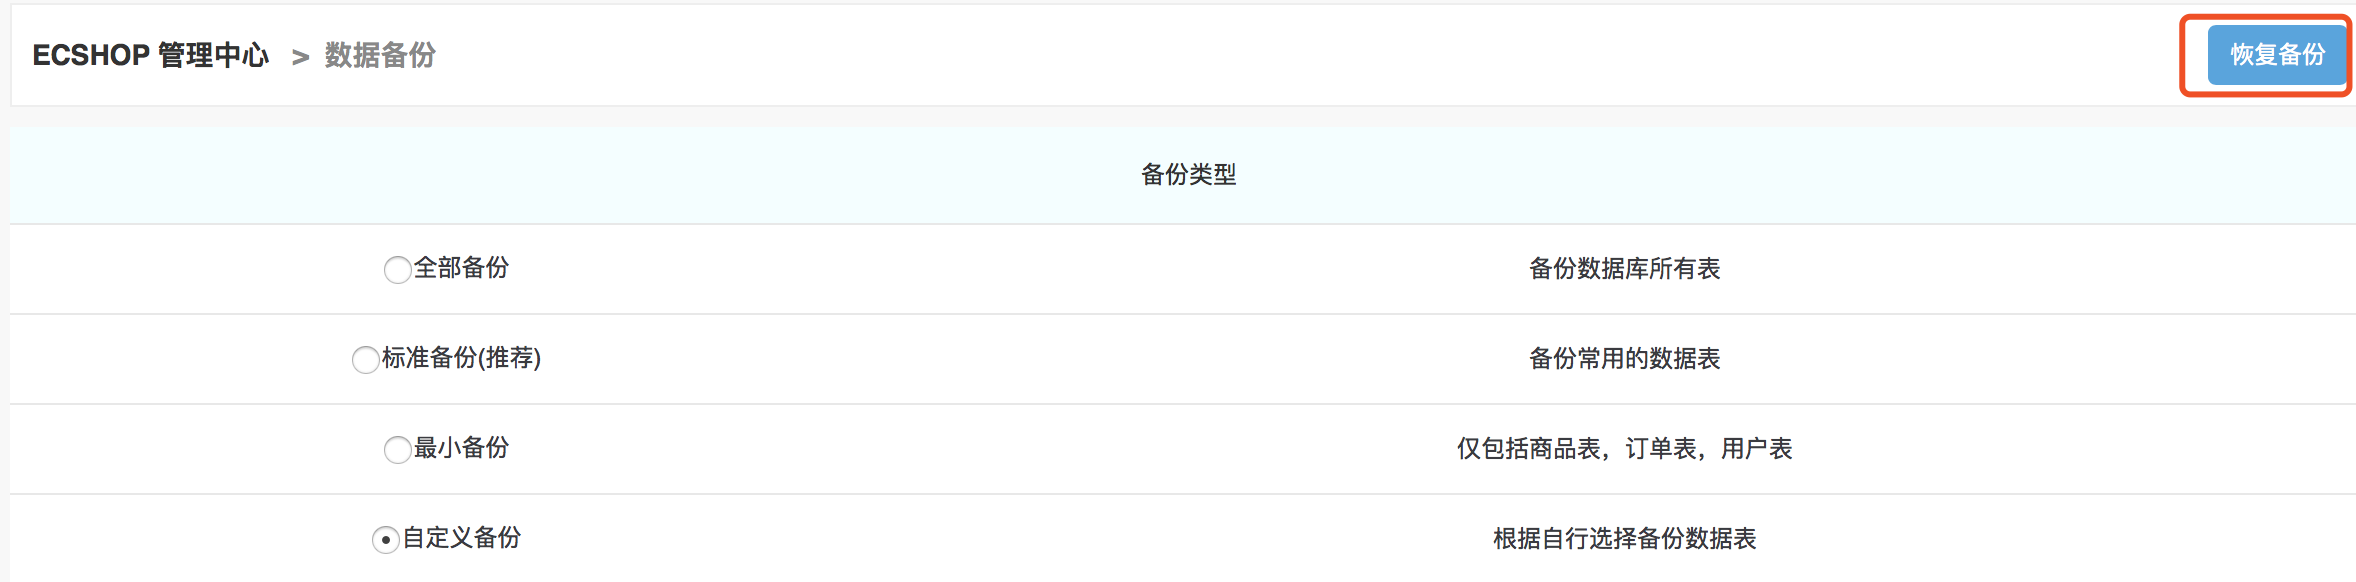 ECSHOP 管理中心 > 数据备份
恢复备份
备份类型
全部备份
备份数据库所有表
标准备份(推荐)
备份常用的数据表
最小备份
仅包括商品表，订单表，用户表
自定义备份
根据自行选择备份数据表